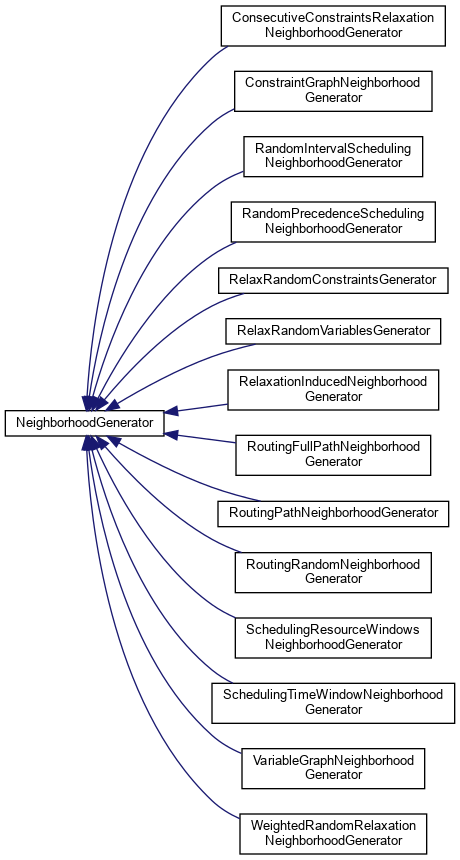 ConsecutiveConstraintsRelaxation
NeighborhoodGenerator
ConstraintGraphNeighborhood
Generator
RandomIntervalScheduling
NeighborhoodGenerator
RandomPrecedenceScheduling
NeighborhoodGenerator
RelaxRandomConstraintsGenerator
RelaxRandomVariablesGenerator
RelaxationInducedNeighborhood
Generator
NeighborhoodGenerator
RoutingFullPathNeighborhood
Generator
RoutingPathNeighborhoodGenerator
RoutingRandomNeighborhood
Generator
SchedulingResourceWindows
NeighborhoodGenerator
SchedulingTimeWindowNeighborhood
Generator
VariableGraphNeighborhood
Generator
WeightedRandomRelaxation
NeighborhoodGenerator